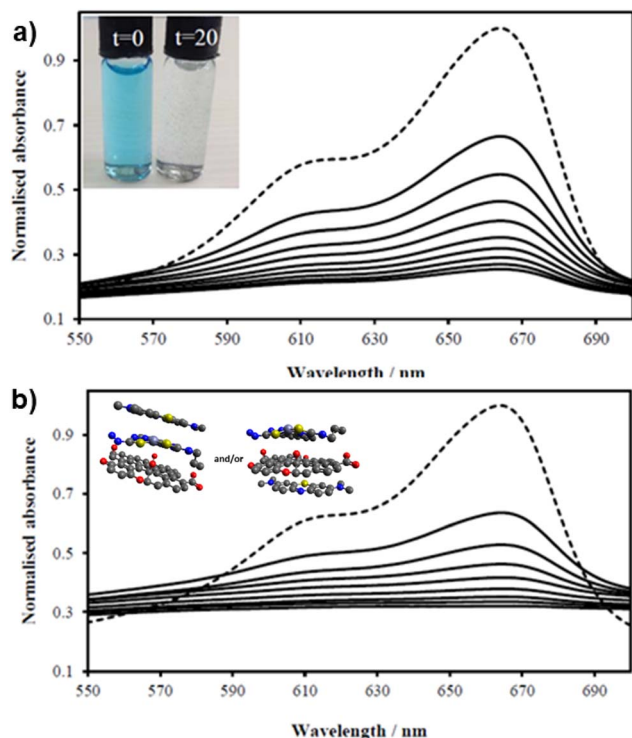 a)
t=0 t=20
Normalised absorbance
0.9
0.7
0.5
0.3
0.1
550 570 590 610 630 650 670 690
Wavelength / nm
b)
and/or
Normalised absorbance
0.9
0.7
0.5
0.3
0.1
550 570 590 610 630 650 670 690
Wavelength / nm